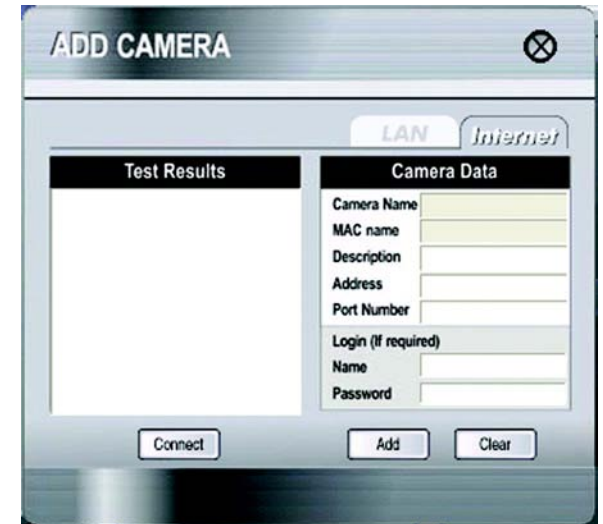 ADD CAMERA
LAN Internet
Test Results
Camera Data
Camera Name
MAC name
Description
Address
Port Number
Login (If required)
Name
Password
Connect
Add
Clear